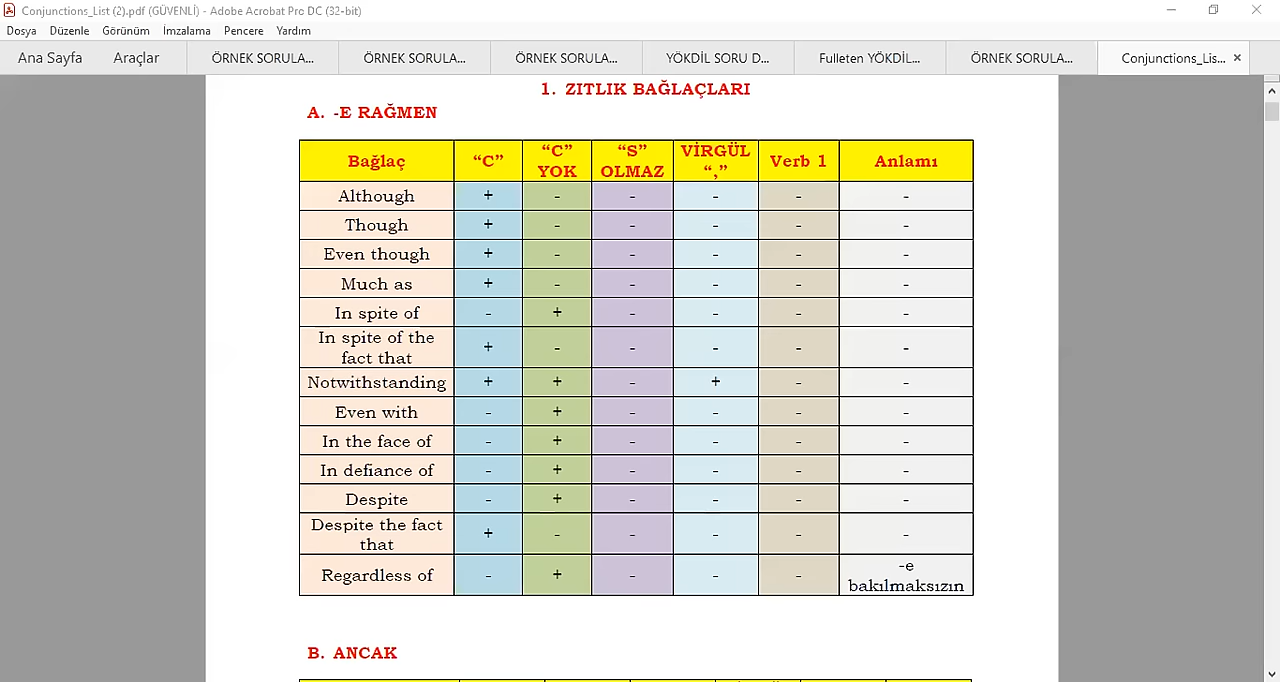 Conjunctions_List (2).pdf (GÜVENLİ) - Adobe Acrobat Pro DC (32-bit)
Dosya Düzenle Görünüm İmzalama Pencere Yardım
Ana Sayfa Araçlar ÖRNEK SORULA... ÖRNEK SORULA... ÖRNEK SORULA... YÖKDİL SORU D... Fulleten YÖKDİL... ÖRNEK SORULA... Conjunctions_Lis... ×
1. ZITLIK BAĞLAÇLARI
A. -E RAĞMEN
Bağlaç “C” “C” YOK “S” OLMAZ VİRGÜL “,” Verb 1 Anlamı
Although + - - - - -
Though + - - - - -
Even though + - - - - -
Much as + - - - - -
In spite of - + - - - -
In spite of the fact that + - - - - -
Notwithstanding + + - + - -
Even with - + - - - -
In the face of - + - - - -
In defiance of - + - - - -
Despite - + - - - -
Despite the fact that + - - - - -
Regardless of - + - - - -e bakılmaksızın
B. ANCAK